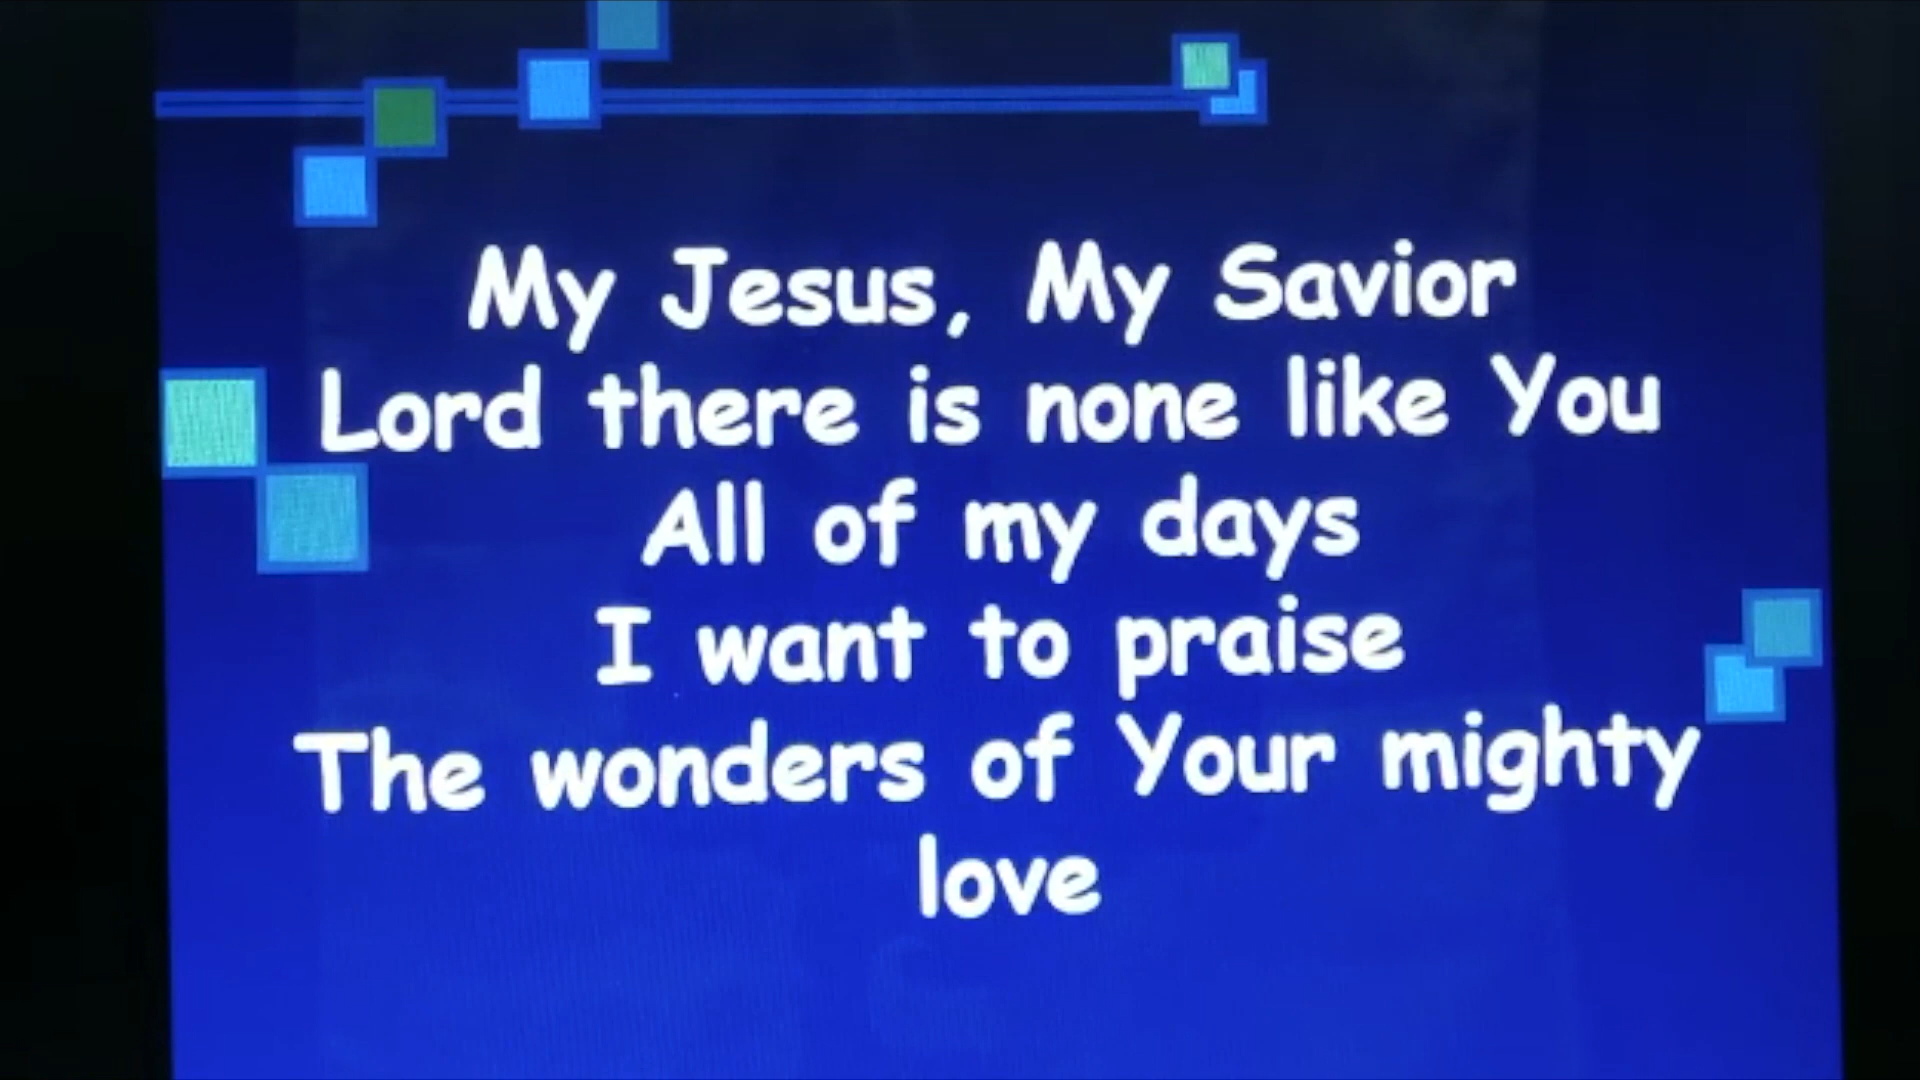 My Jesus, My Savior
Lord there is none like You
All of my days
I want to praise
The wonders of Your mighty
love